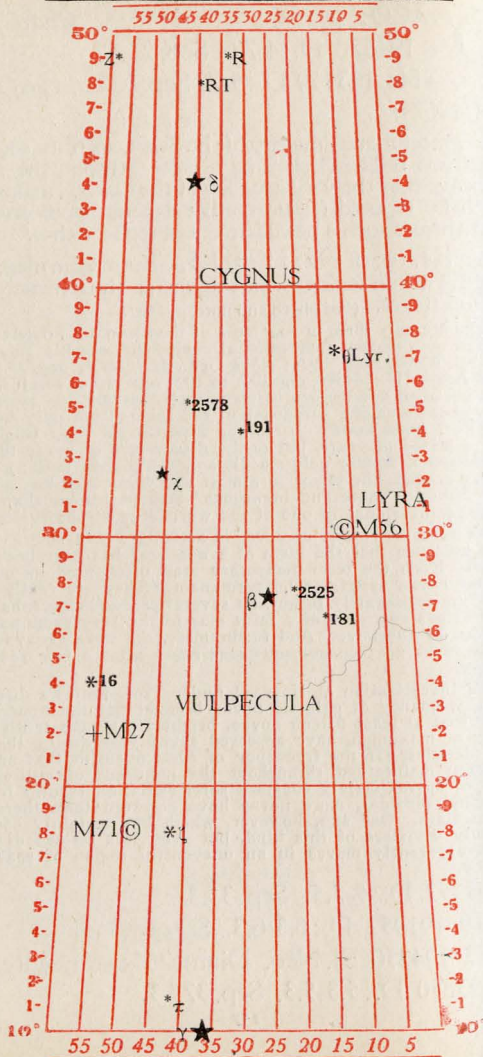 55 50 45 40 35 30 25 20 15 10 5
50° 50°
9- Z* *R -9
8- *RT -8
7- -7
6- -6
5- -5
4- δ -4
3- -3
2- -2
1- -1
CYGNUS
40° 40°
9- -9
8- -8
7- *θLyr. -7
6- -6
5- *2578 -5
4- *191 -4
3- -3
2- χ -2
1- LYRA -1
30° ©M56 30°
9- -9
8- *2525 -8
7- β *181 -7
6- -6
5- -5
4- *16 -4
3- VULPECULA -3
2- +M27 -2
1- -1
20° 20°
9- -9
8- M71© *ζ -8
7- -7
6- -6
5- -5
4- -4
3- -3
2- -2
1- *π -1
10° γ 10°
55 50 45 40 35 30 25 20 15 10 5